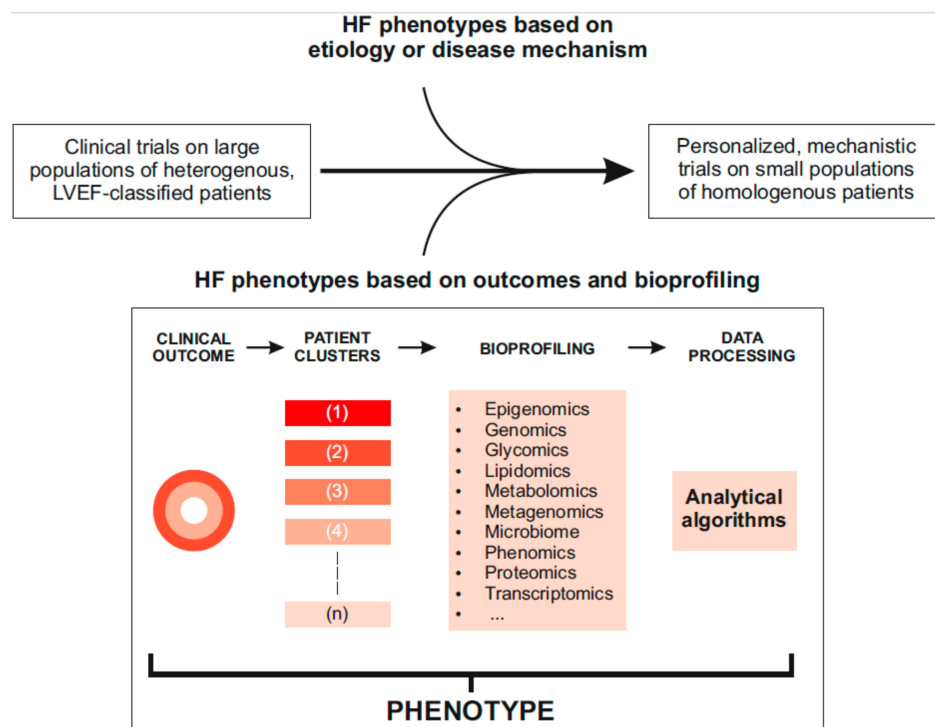 HF phenotypes based on
etiology or disease mechanism
Clinical trials on large
populations of heterogenous,
LVEF-classified patients
Personalized, mechanistic
trials on small populations
of homologenous patients
HF phenotypes based on outcomes and bioprofiling
CLINICAL
OUTCOME
PATIENT
CLUSTERS
BIOPROFILING
DATA
PROCESSING
(1)
(2)
(3)
(4)
(n)
• Epigenomics
• Genomics
• Glycomics
• Lipidomics
• Metabolomics
• Metagenomics
• Microbiome
• Phenomics
• Proteomics
• Transcriptomics
• ...
Analytical
algorithms
PHENOTYPE